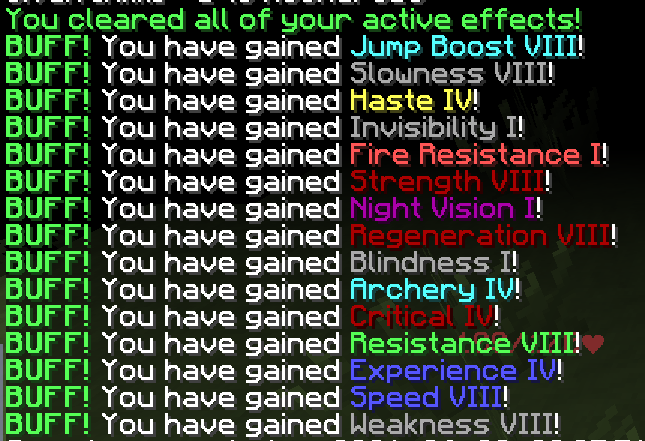 You cleared all of your active effects!
BUFF! You have gained Jump Boost VIII!
BUFF! You have gained Slowness VIII!
BUFF! You have gained Haste IV!
BUFF! You have gained Invisibility I!
BUFF! You have gained Fire Resistance I!
BUFF! You have gained Strength VIII!
BUFF! You have gained Night Vision I!
BUFF! You have gained Regeneration VIII!
BUFF! You have gained Blindness I!
BUFF! You have gained Archery IV!
BUFF! You have gained Critical IV!
BUFF! You have gained Resistance VIII!
BUFF! You have gained Experience IV!
BUFF! You have gained Speed VIII!
BUFF! You have gained Weakness VIII!